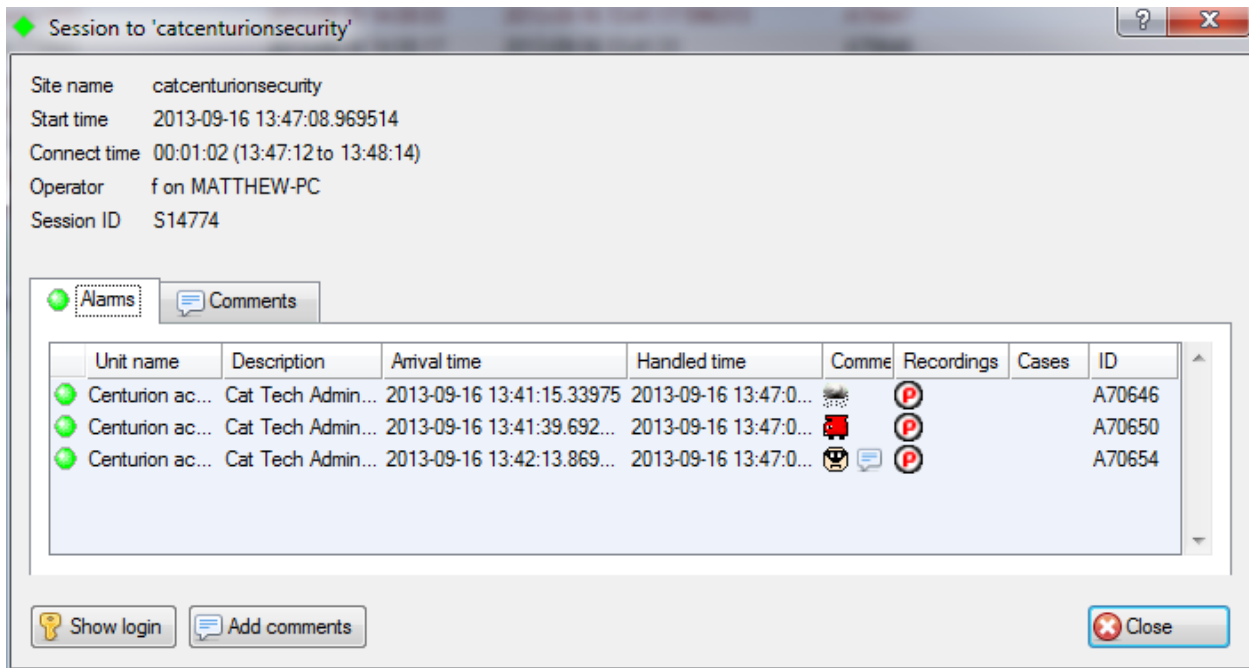 Session to 'catcenturionsecurity'
?
Site name catcenturionsecurity
Start time 2013-09-16 13:47:08.969514
Connect time 00:01:02 (13:47:12 to 13:48:14)
Operator f on MATTHEW-PC
Session ID S14774
Alarms Comments
Unit name Description Arrival time Handled time Comme Recordings Cases ID
Centurion ac... Cat Tech Admin... 2013-09-16 13:41:15.33975 2013-09-16 13:47:0... P A70646
Centurion ac... Cat Tech Admin... 2013-09-16 13:41:39.692... 2013-09-16 13:47:0... P A70650
Centurion ac... Cat Tech Admin... 2013-09-16 13:42:13.869... 2013-09-16 13:47:0... P A70654
Show login Add comments Close